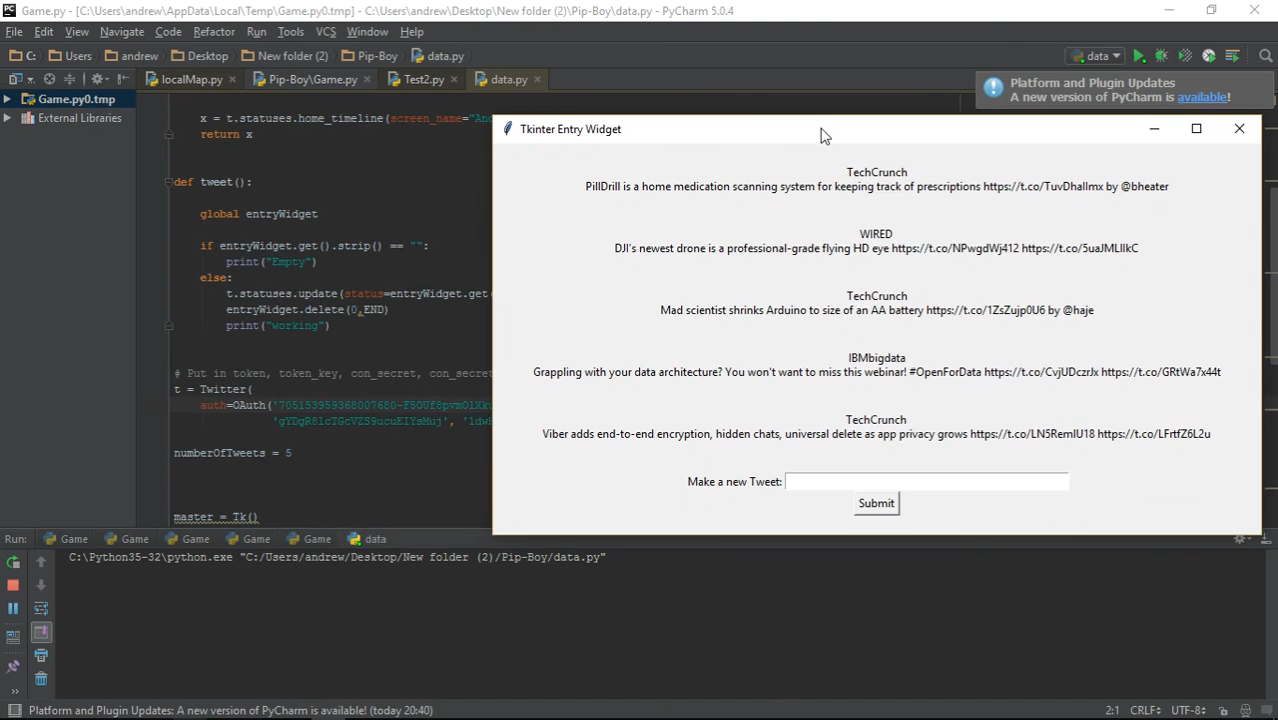 Game.py - [C:\Users\andrew\AppData\Local\Temp\Game.py0.tmp] - C:\Users\andrew\Desktop\New folder (2)\Pip-Boy\data.py - PyCharm 5.0.4
File Edit View Navigate Code Refactor Run Tools VCS Window Help
C: Users andrew Desktop New folder (2) Pip-Boy data.py
data
localMap.py Pip-Boy\Game.py Test2.py data.py
Platform and Plugin Updates
A new version of PyCharm is available!
Game.py0.tmp
External Libraries
x = t.statuses.home_timeline(screen_name=
return x
def tweet():
global entryWidget
if entryWidget.get().strip() == "":
print("Empty")
else:
t.statuses.update(status=entryWidget.get(
entryWidget.delete(0,END)
print("working")
# Put in token, token_key, con_secret, con_secret
t = Twitter(
auth=OAuth(
numberOfTweets = 5
master = Tk()
Tkinter Entry Widget
TechCrunch
PillDrill is a home medication scanning system for keeping track of prescriptions https://t.co/TuvDhaIlmx by @bheater
WIRED
DJI's newest drone is a professional-grade flying HD eye https://t.co/NPwgdWj412 https://t.co/5uaJMLIIkC
TechCrunch
Mad scientist shrinks Arduino to size of an AA battery https://t.co/1ZsZujp0U6 by @haje
IBMbigdata
Grappling with your data architecture? You won't want to miss this webinar! #OpenForData https://t.co/CvjUDczrJx https://t.co/GRtWa7x44t
TechCrunch
Viber adds end-to-end encryption, hidden chats, universal delete as app privacy grows https://t.co/LN5RemIU18 https://t.co/LFrtfZ6L2u
Make a new Tweet:
Submit
Run: Game Game Game Game Game data
C:\Python35-32\python.exe "C:/Users/andrew/Desktop/New folder (2)/Pip-Boy/data.py"
Platform and Plugin Updates: A new version of PyCharm is available! (today 20:40)
2:1 CRLF UTF-8